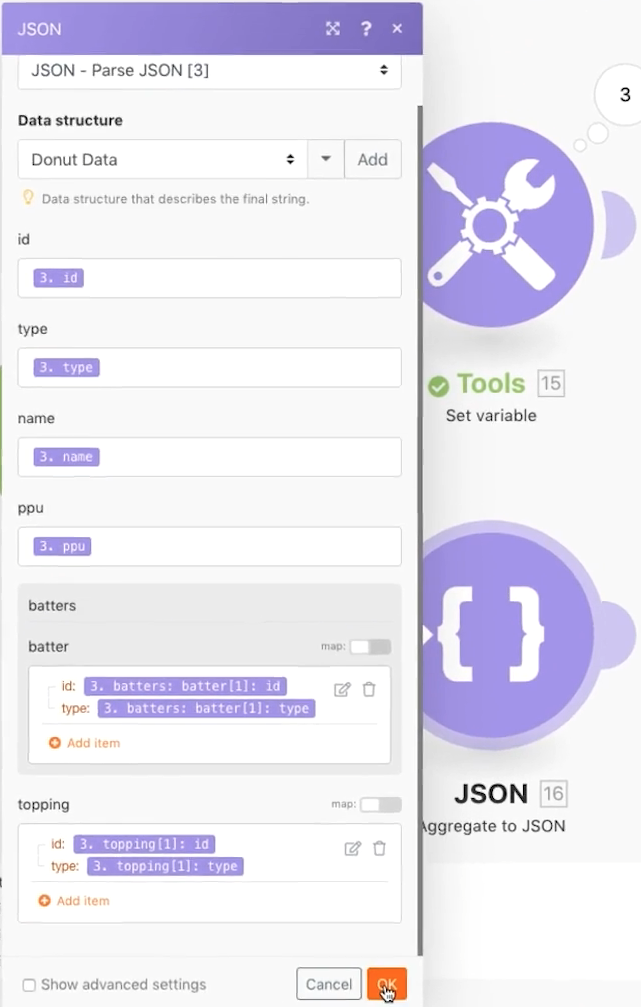 JSON
?
×
JSON - Parse JSON [3]
Data structure
Donut Data
Add
Data structure that describes the final string.
id
3. id
type
3. type
name
3. name
ppu
3. ppu
batters
batter
map:
id: 3. batters: batter[1]: id
type: 3. batters: batter[1]: type
Add item
topping
map:
id: 3. topping[1]: id
type: 3. topping[1]: type
Add item
Show advanced settings
Cancel
OK
3
Tools 15
Set variable
{ }
JSON 16
Aggregate to JSON